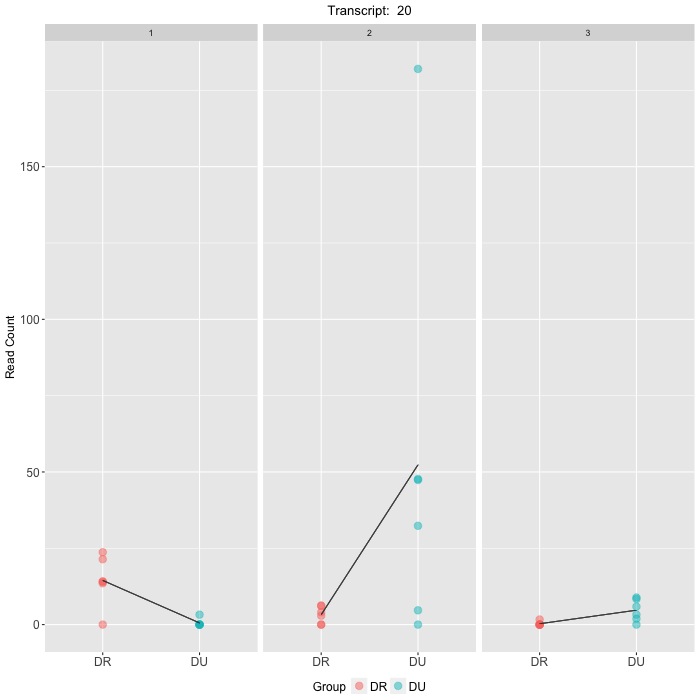 Transcript:  20
1 2 3
Read Count
150
100
50
0
DR DU DR DU DR DU
Group DR DU